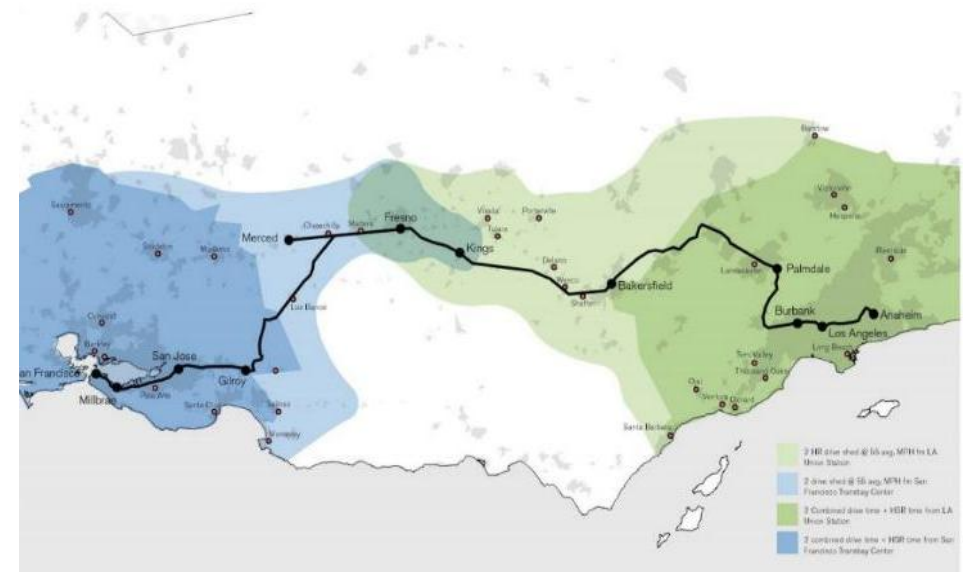 Barstow
Victorville
Hesperia
Sacramento
Visalia
Porterville
Tulare
Fresno
Madera
Chowchilla
Merced
Stockton
Modesto
Kings
Riverside
Delano
Lancaster
Palmdale
Wasco
Shafter
Bakersfield
Los Banos
Burbank
Anaheim
Los Angeles
Concord
Berkeley
San Jose
Long Beach
an Francisco
Gilroy
Simi Valley
Thousand Oaks
Millbrae
Palo Alto
Ojai
Santa Cruz
Salinas
Ventura
Oxnard
Monterey
Santa Barbara
2 HR drive shed @ 55 avg. MPH fm LA
Union Station
2 drive shed @ 55 avg. MPH fm San
Francisco Transbay Center
2 Combined drive time + HSR time from LA
Union Station
2 combined drive time + HSR time from San
Francisco Transbay Center